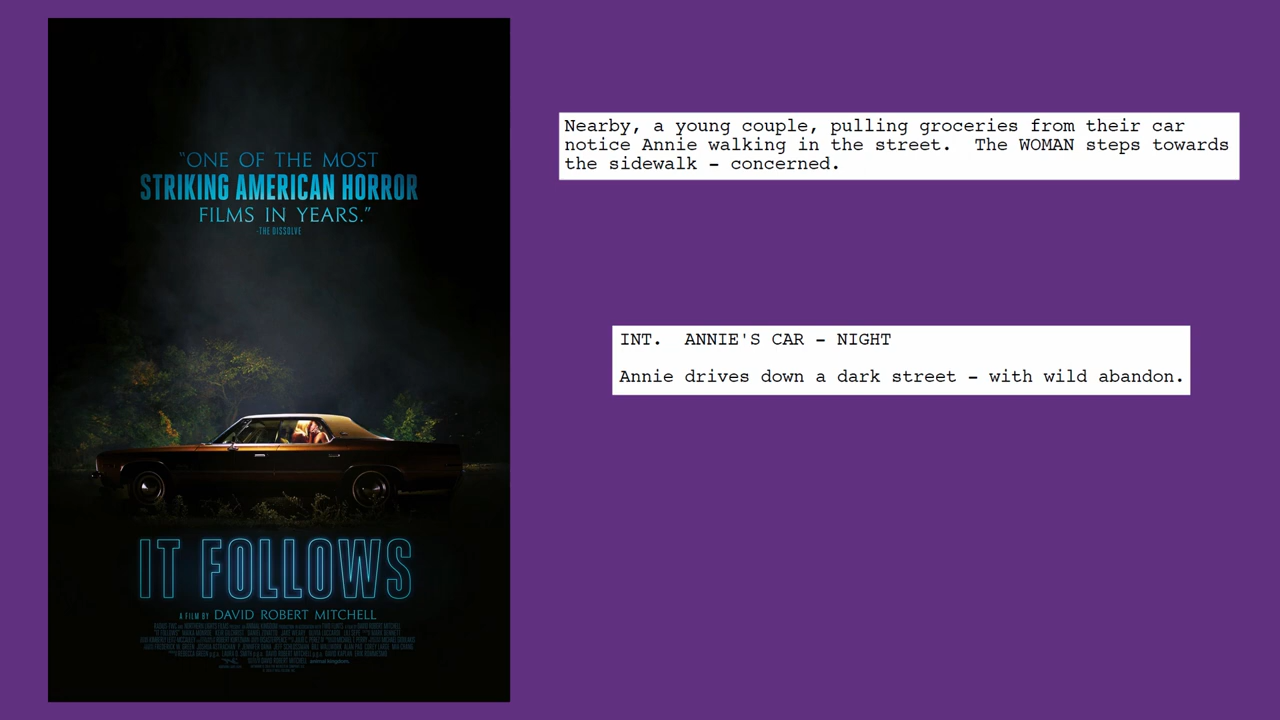 "ONE OF THE MOST
STRIKING AMERICAN HORROR
FILMS IN YEARS."
-THE DISSOLVE
IT FOLLOWS
A FILM BY DAVID ROBERT MITCHELL
Nearby, a young couple, pulling groceries from their car
notice Annie walking in the street.  The WOMAN steps towards
the sidewalk – concerned.
INT.  ANNIE'S CAR – NIGHT
Annie drives down a dark street – with wild abandon.